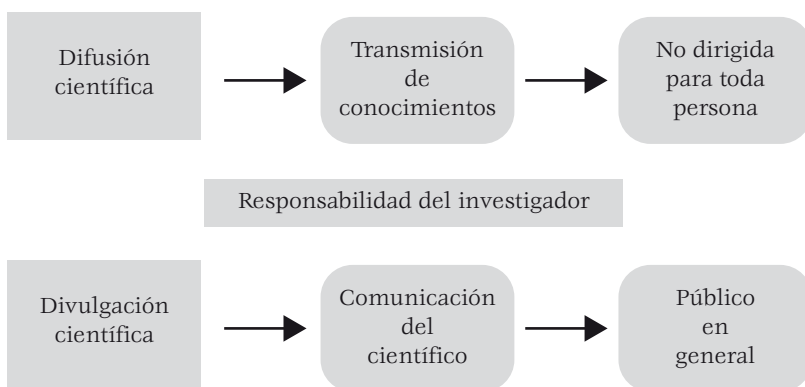 Difusión
científica
Transmisión
de
conocimientos
No dirigida
para toda
persona
Responsabilidad del investigador
Divulgación
científica
Comunicación
del
científico
Público
en
general